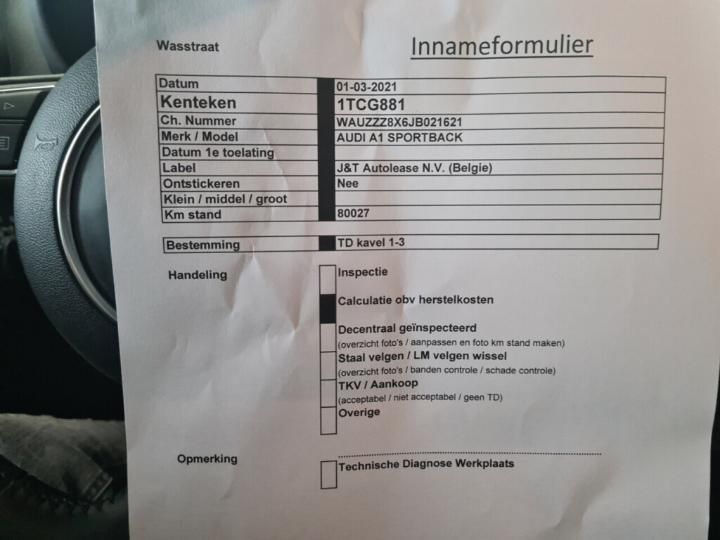 Wasstraat Innameformulier
Datum 01-03-2021
Kenteken 1TCG881
Ch. Nummer WAUZZZ8X6JB021621
Merk / Model AUDI A1 SPORTBACK
Datum 1e toelating
Label J&T Autolease N.V. (Belgie)
Ontstickeren Nee
Klein / middel / groot
Km stand 80027
Bestemming TD kavel 1-3
Handeling Inspectie
Calculatie obv herstelkosten
Decentraal geïnspecteerd
(overzicht foto's / aanpassen en foto km stand maken)
Staal velgen / LM velgen wissel
(overzicht foto's / banden controle / schade controle)
TKV / Aankoop
(acceptabel / niet acceptabel / geen TD)
Overige
Opmerking
Technische Diagnose Werkplaats